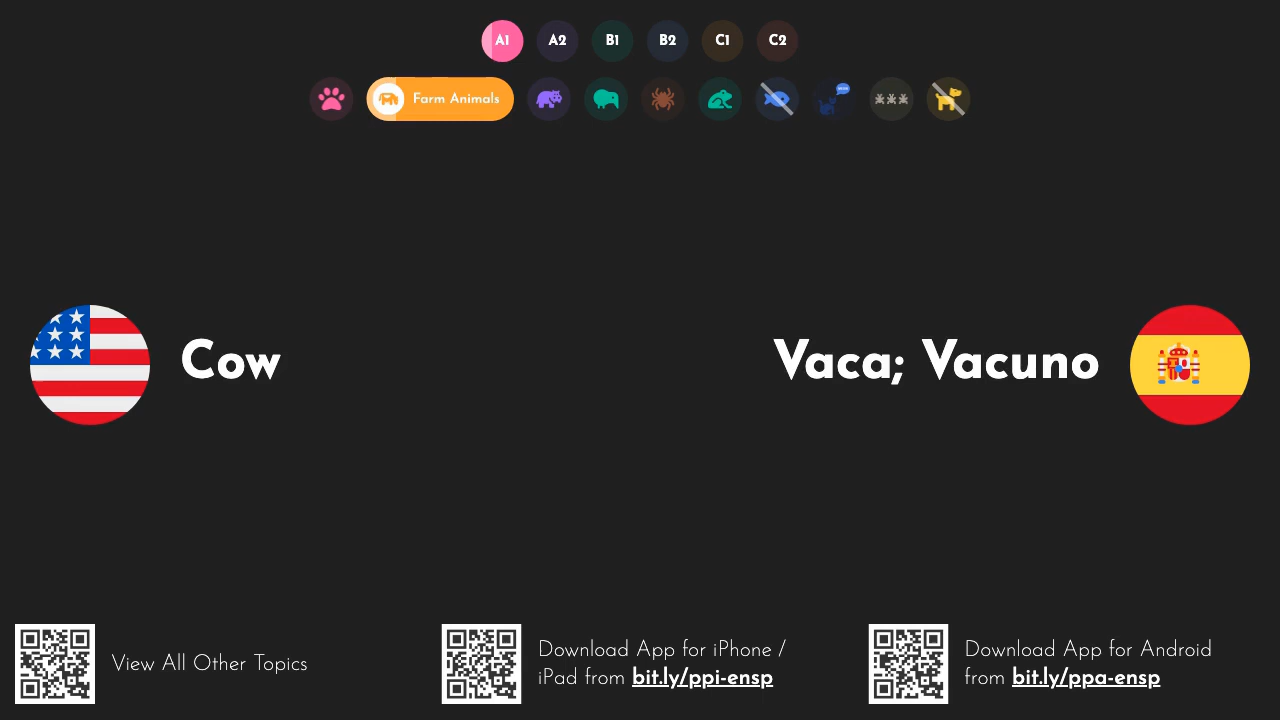 A1 A2 B1 B2 C1 C2
Farm Animals
Cow
Vaca; Vacuno
View All Other Topics
Download App for iPhone /
iPad from bit.ly/ppi-ensp
Download App for Android
from bit.ly/ppa-ensp